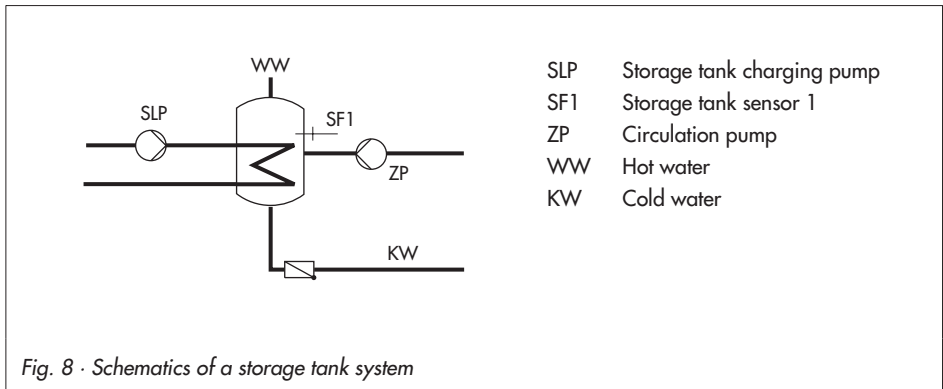 WW
SLP
SF1
ZP
KW
SLP Storage tank charging pump
SF1 Storage tank sensor 1
ZP Circulation pump
WW Hot water
KW Cold water
Fig. 8 · Schematics of a storage tank system